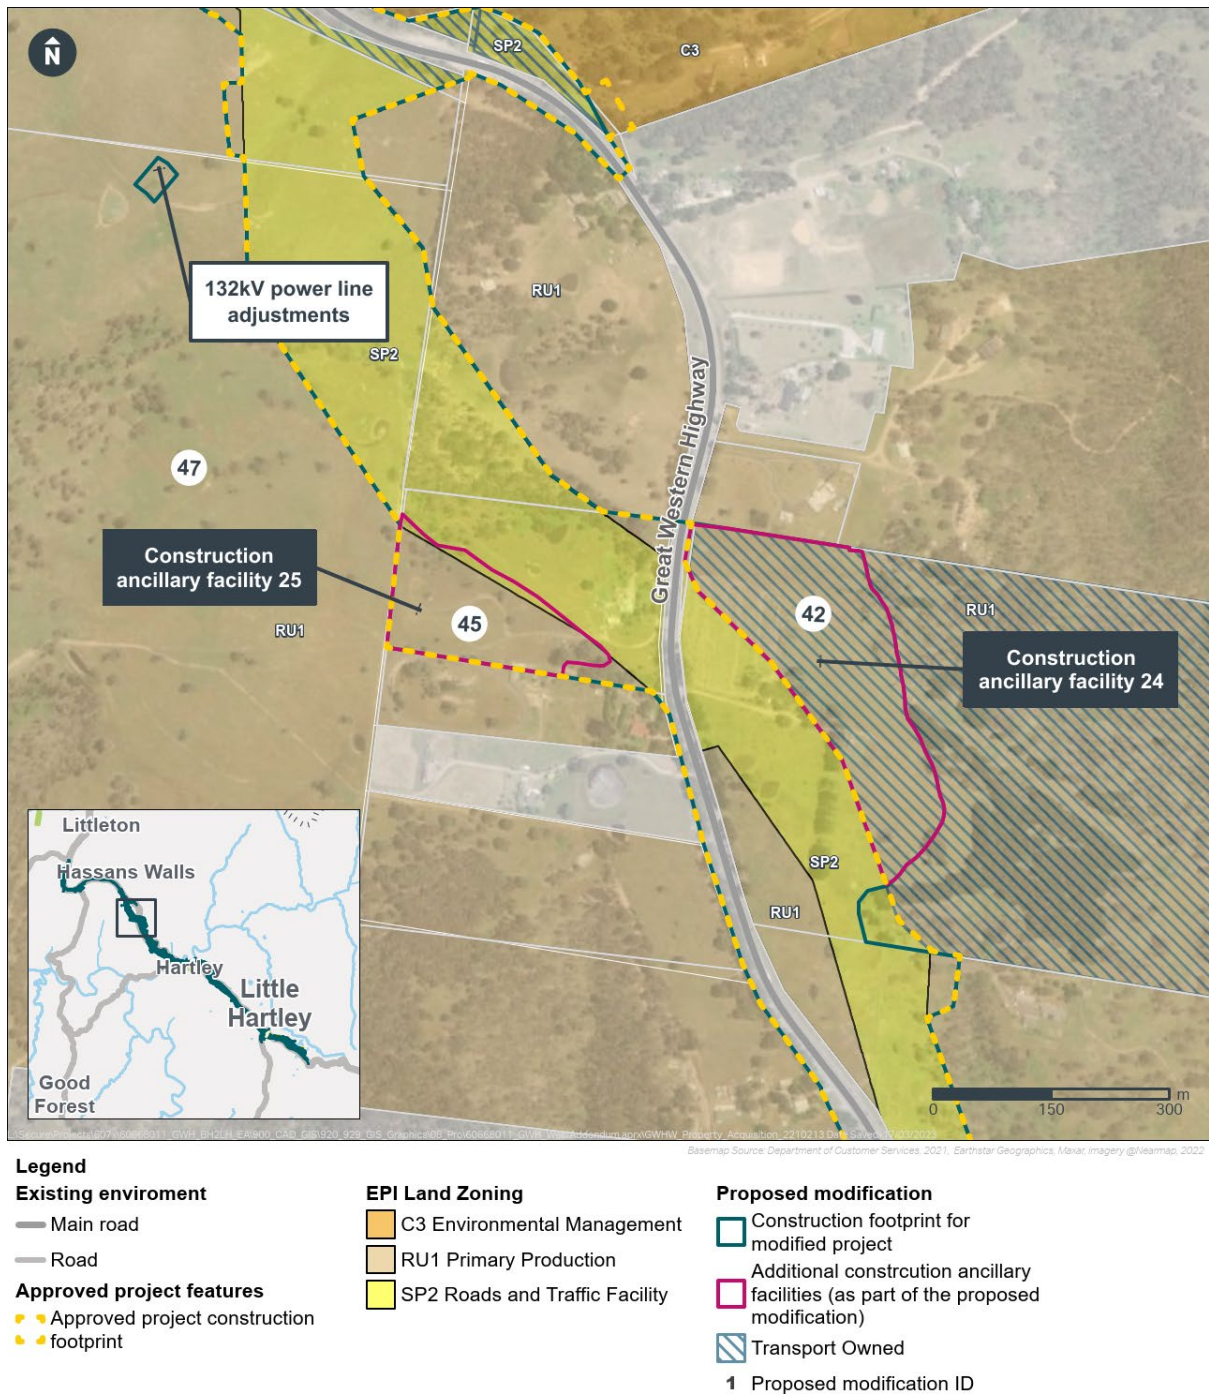 N
SP2
C3
132kV power line
adjustments
RU1
SP2
Great Western Highway
47
Construction
ancillary facility 25
45
42
RU1
RU1
Construction
ancillary facility 24
SP2
RU1
Littleton
Hassans Walls
Hartley
Little
Hartley
Good
Forest
m
0 150 300
Basemap Source: Department of Customer Services, 2021, Earthstar Geographics, Maxar, imagery @Nearmap, 2022
Legend
Existing enviroment
Main road
Road
Approved project features
Approved project construction
footprint
EPI Land Zoning
C3 Environmental Management
RU1 Primary Production
SP2 Roads and Traffic Facility
Proposed modification
Construction footprint for
modified project
Additional constrcution ancillary
facilities (as part of the proposed
modification)
Transport Owned
1 Proposed modification ID